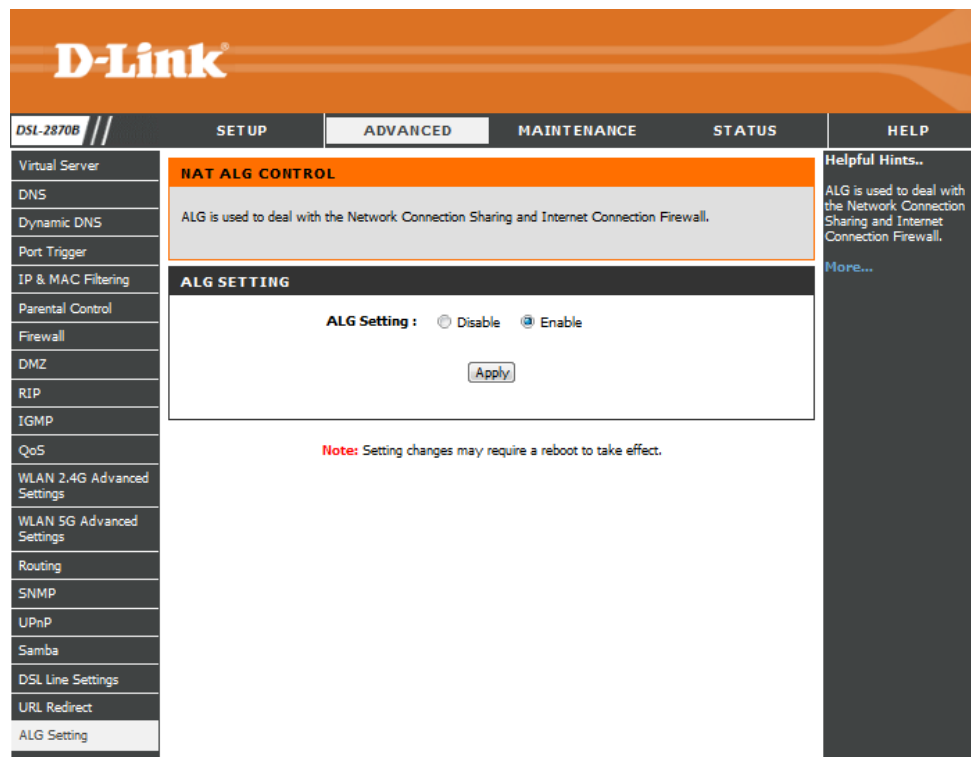 D-Link®
DSL-2870B
SETUP
ADVANCED
MAINTENANCE
STATUS
HELP
Virtual Server
DNS
Dynamic DNS
Port Trigger
IP & MAC Filtering
Parental Control
Firewall
DMZ
RIP
IGMP
QoS
WLAN 2.4G Advanced
Settings
WLAN 5G Advanced
Settings
Routing
SNMP
UPnP
Samba
DSL Line Settings
URL Redirect
ALG Setting
NAT ALG CONTROL
ALG is used to deal with the Network Connection Sharing and Internet Connection Firewall.
ALG SETTING
ALG Setting : Disable Enable
Apply
Note: Setting changes may require a reboot to take effect.
Helpful Hints..
ALG is used to deal with
the Network Connection
Sharing and Internet
Connection Firewall.
More...